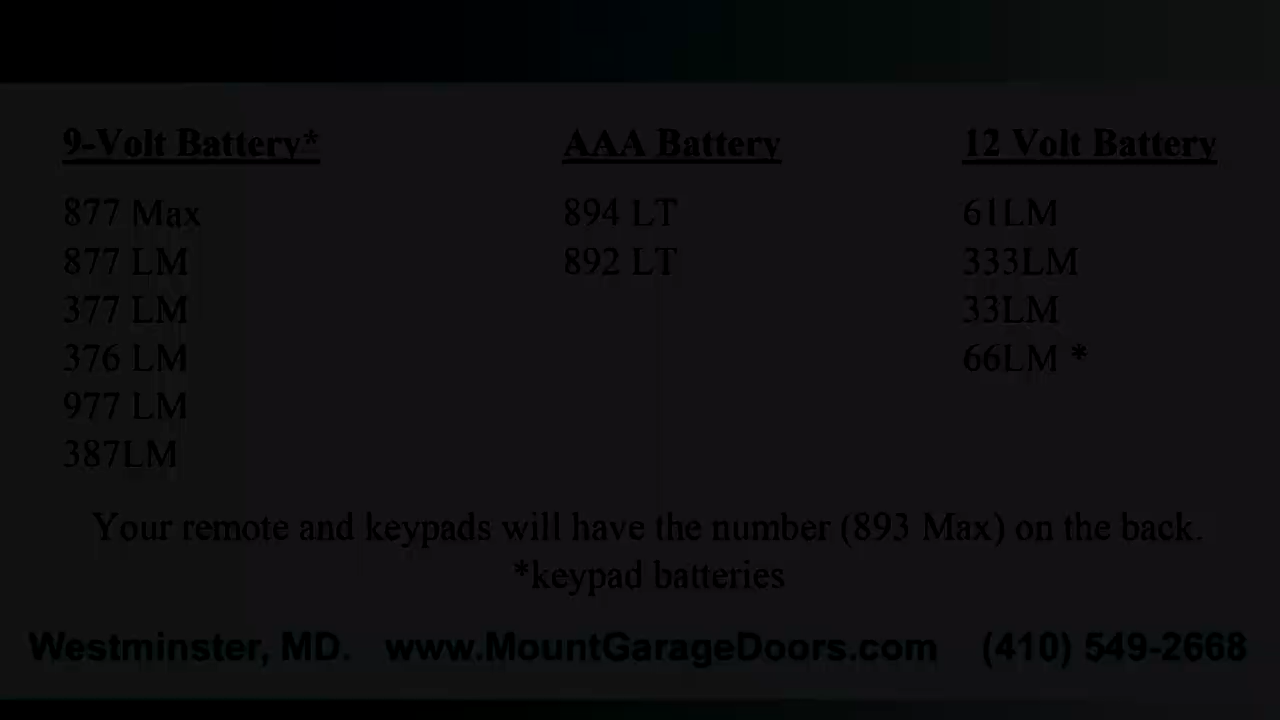 9-Volt Battery*
877 Max
877 LM
377 LM
376 LM
977 LM
387LM
AAA Battery
894 LT
892 LT
12 Volt Battery
61LM
333LM
33LM
66LM *
Your remote and keypads will have the number (893 Max) on the back.
*keypad batteries
Westminster, MD. www.MountGarageDoors.com (410) 549-2668